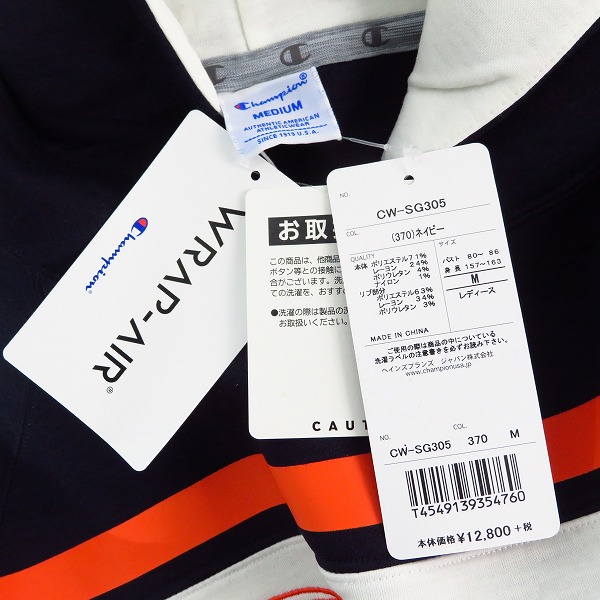 Champion
MEDIUM
AUTHENTIC AMERICAN
ATHLETICWEAR
SINCE 1919 U.S.A.
Champion
WRAP-AIR®
お取
この商品は、他商品
ボタン等との接触に
合がございます。洗
ての洗濯を、おすす
●洗濯の際は製品の洗
お取扱いください。
CAUT
NO.
CW-SG305
COL.
(370)ネイビー
QUALITY
本体 ポリエステル71%
レーヨン 24%
ポリウレタン 4%
ナイロン 1%
リブ部分
ポリエステル63%
レーヨン 34%
ポリウレタン 3%
SIZE
バスト 80~ 86
身 長 157~163
M
レディース
MADE IN CHINA
ご使用の際は商品の中についている
洗濯ラベルの注意書きを必ずお読み下さい。
ヘインズブランズ ジャパン株式会社
www.championusa.jp
NO.
COL.
CW-SG305 370 M
T4549139354760
本体価格¥12,800+税